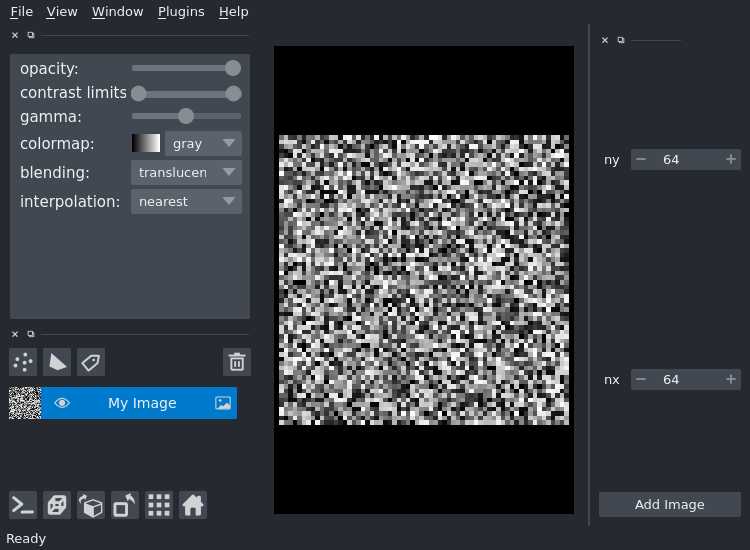 File View Window Plugins Help
opacity:
contrast limits
gamma:
colormap: gray
blending: translucen
interpolation: nearest
My Image
ny − 64 +
nx − 64 +
Add Image
Ready